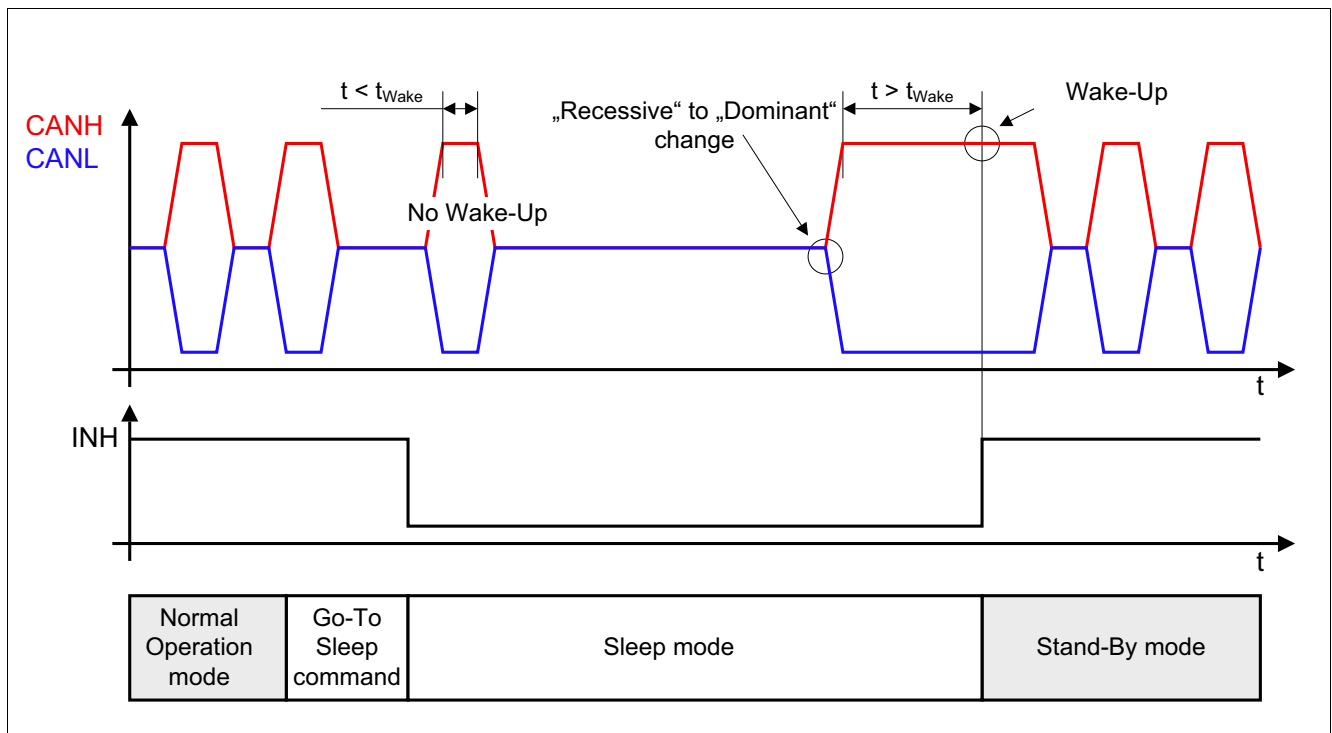 t < tWake
„Recessive“ to „Dominant“
change
t > tWake
Wake-Up
CANH
CANL
No Wake-Up
t
INH
t
Normal
Operation
mode
Go-To
Sleep
command
Sleep mode
Stand-By mode